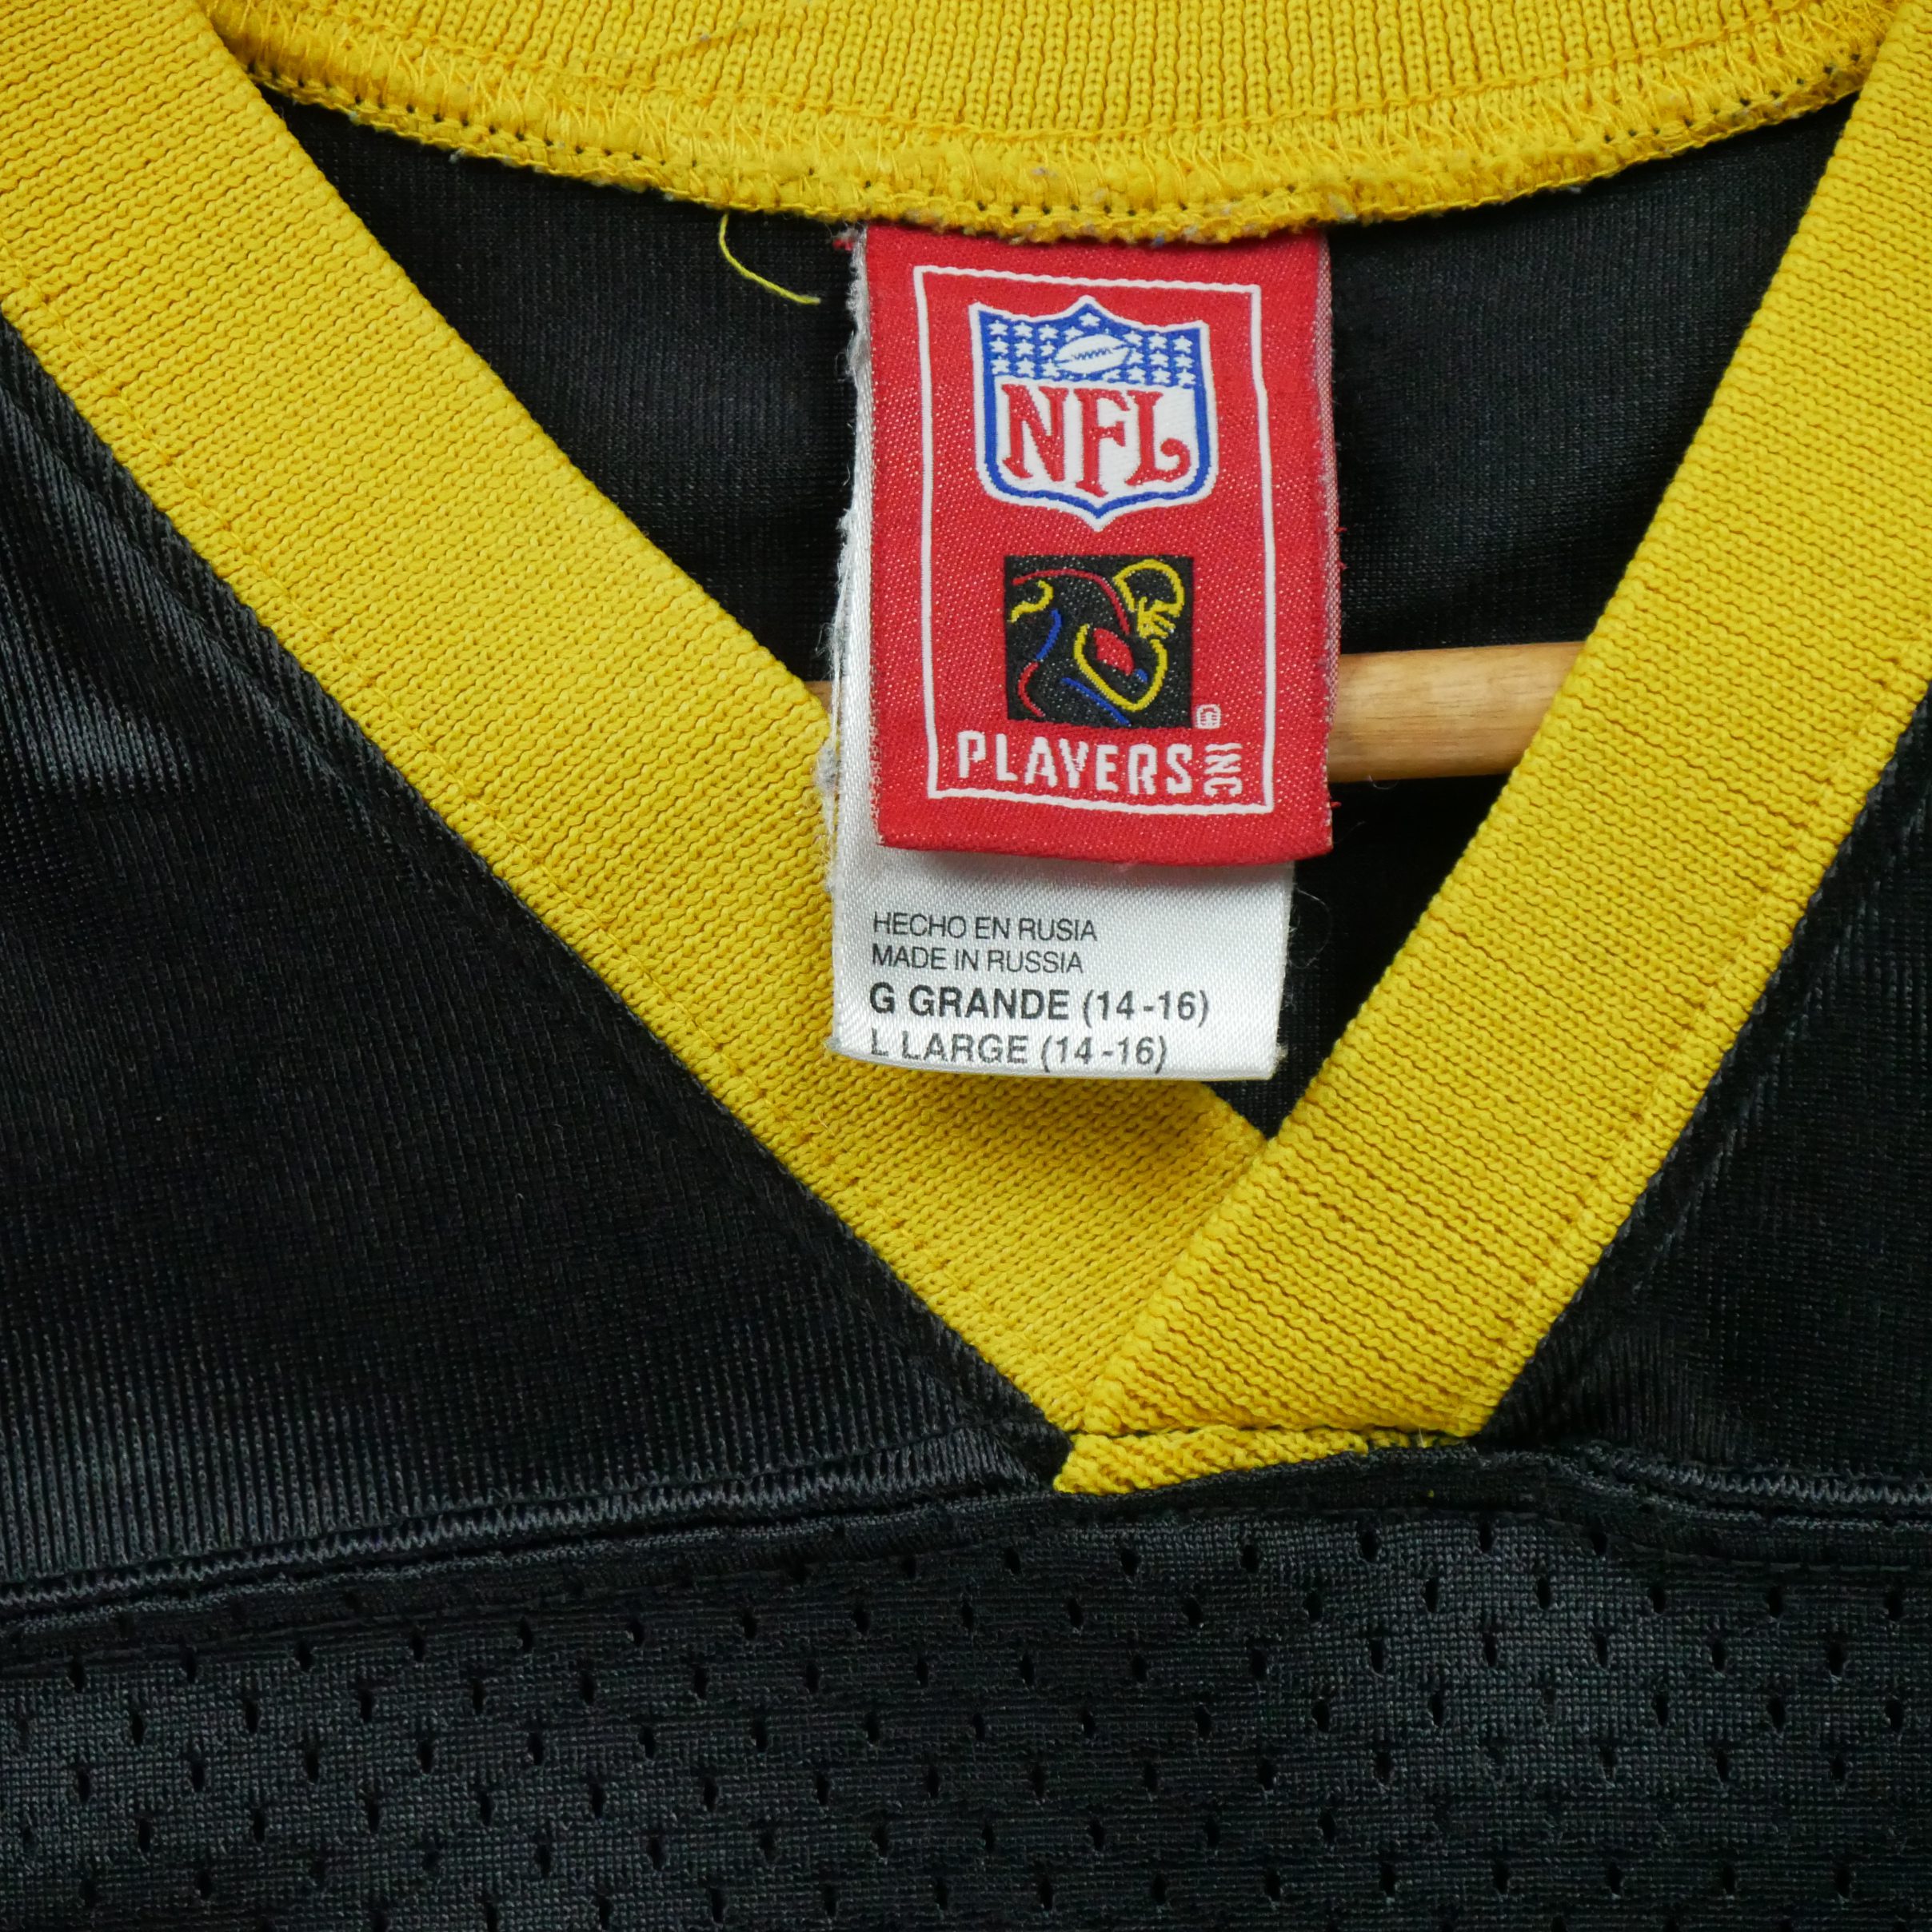 NFL
PLAYERS INC
HECHO EN RUSIA
MADE IN RUSSIA
G GRANDE (14-16)
L LARGE (14-16)